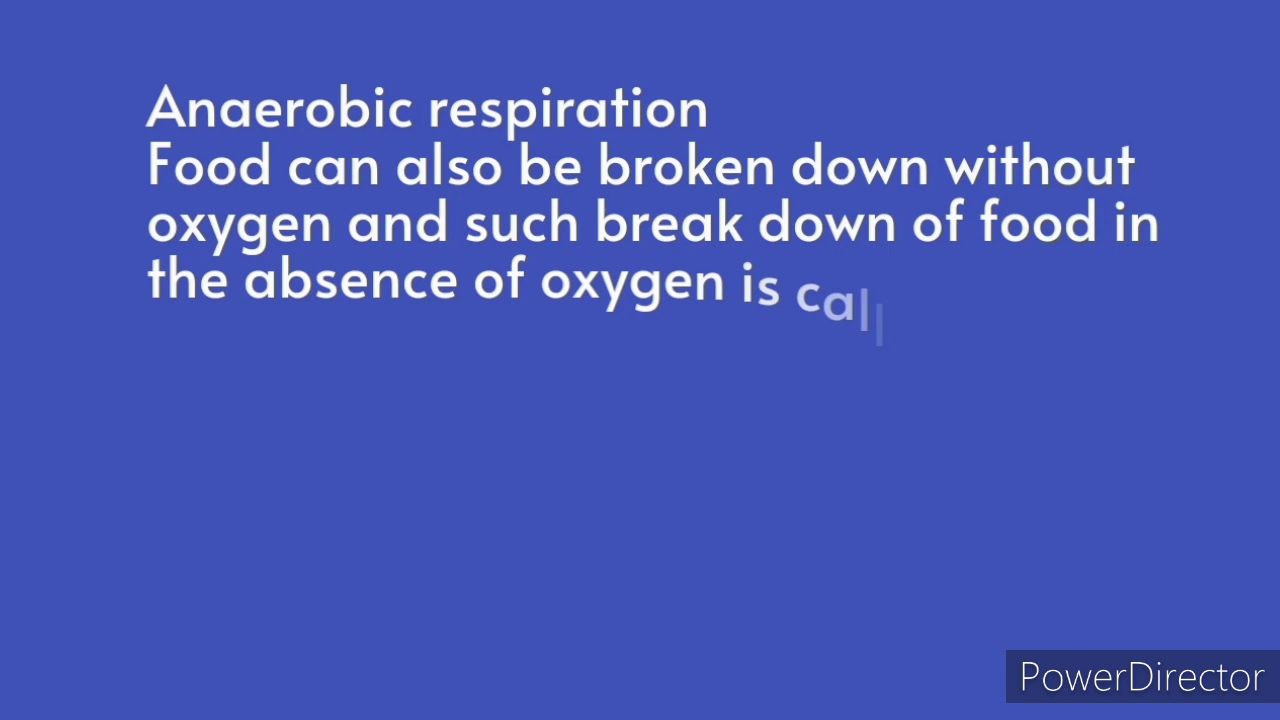 Anaerobic respiration
Food can also be broken down without
oxygen and such break down of food in
the absence of oxygen is call
PowerDirector